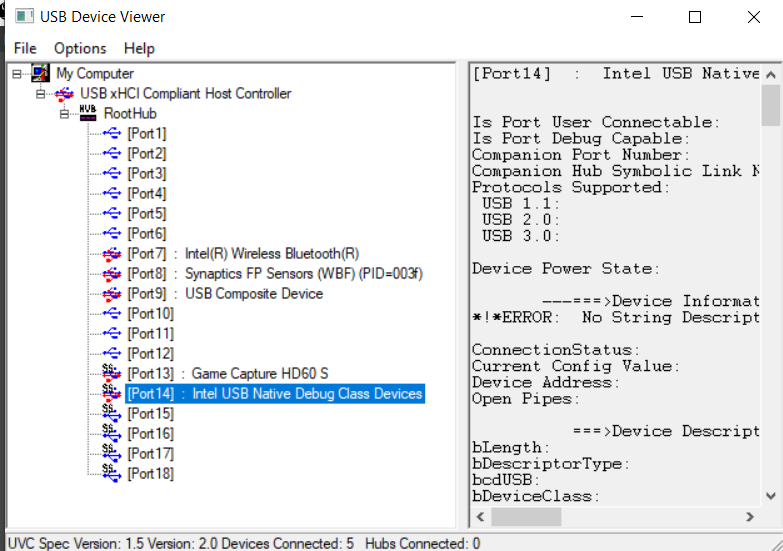 USB Device Viewer
File Options Help
My Computer
USB xHCI Compliant Host Controller
HUB RootHub
[Port1]
[Port2]
[Port3]
[Port4]
[Port5]
[Port6]
[Port7] : Intel(R) Wireless Bluetooth(R)
[Port8] : Synaptics FP Sensors (WBF) (PID=003f)
[Port9] : USB Composite Device
[Port10]
[Port11]
[Port12]
SS [Port13] : Game Capture HD60 S
SS [Port14] : Intel USB Native Debug Class Devices
SS [Port15]
SS [Port16]
SS [Port17]
SS [Port18]
[Port14] : Intel USB Native
Is Port User Connectable:
Is Port Debug Capable:
Companion Port Number:
Companion Hub Symbolic Link N
Protocols Supported:
USB 1.1:
USB 2.0:
USB 3.0:
Device Power State:
---===>Device Informat
*!*ERROR: No String Descript
ConnectionStatus:
Current Config Value:
Device Address:
Open Pipes:
===>Device Descript
bLength:
bDescriptorType:
bcdUSB:
bDeviceClass:
UVC Spec Version: 1.5 Version: 2.0 Devices Connected: 5 Hubs Connected: 0